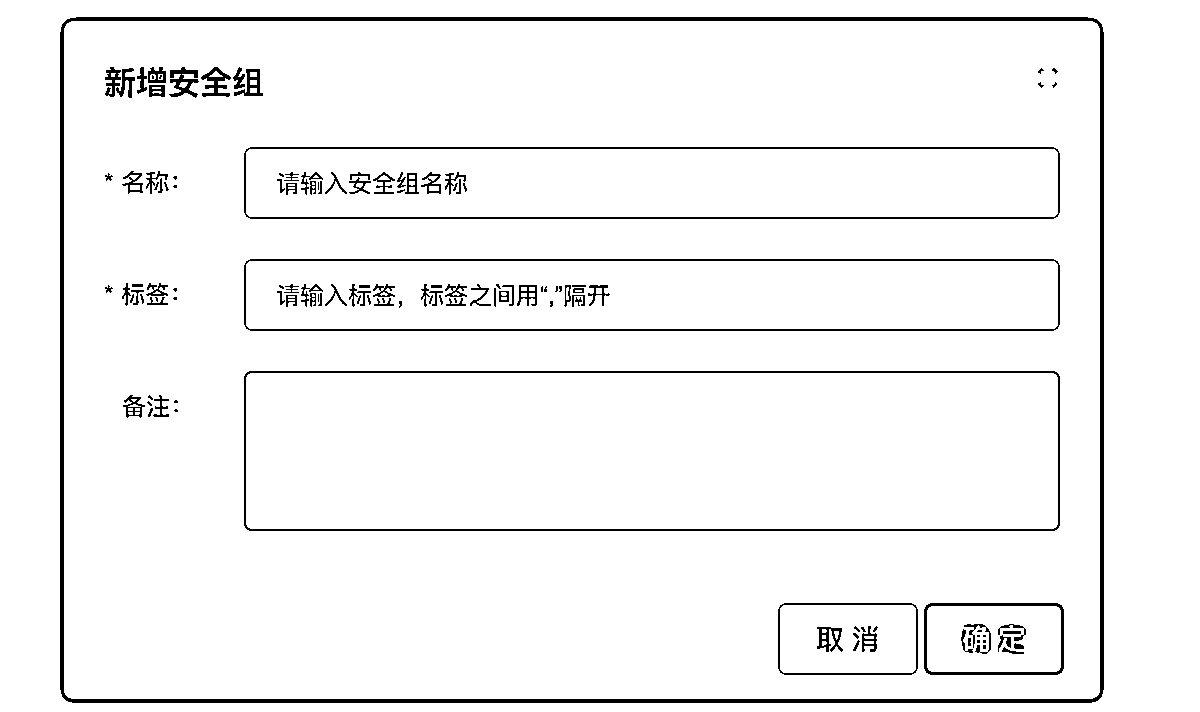 新增安全组
* 名称：
请输入安全组名称
* 标签：
请输入标签，标签之间用“,”隔开
备注：
取 消
确 定